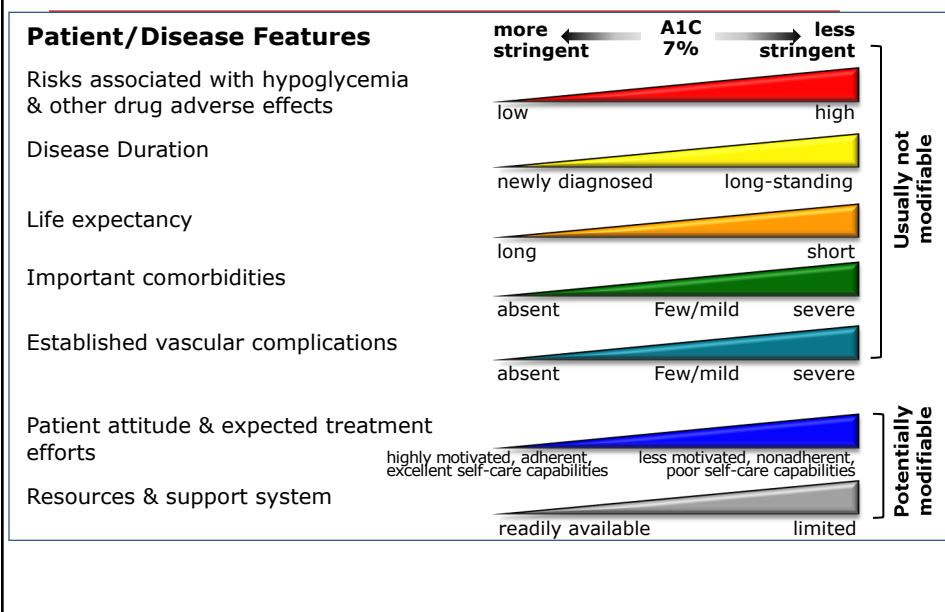 Patient/Disease Features
more stringent
A1C 7%
less stringent
Risks associated with hypoglycemia
& other drug adverse effects
low high
Disease Duration
newly diagnosed long-standing
Life expectancy
long short
Important comorbidities
absent Few/mild severe
Established vascular complications
absent Few/mild severe
Usually not
modifiable
Patient attitude & expected treatment
efforts
highly motivated, adherent,
excellent self-care capabilities
less motivated, nonadherent,
poor self-care capabilities
Resources & support system
readily available limited
Potentially
modifiable